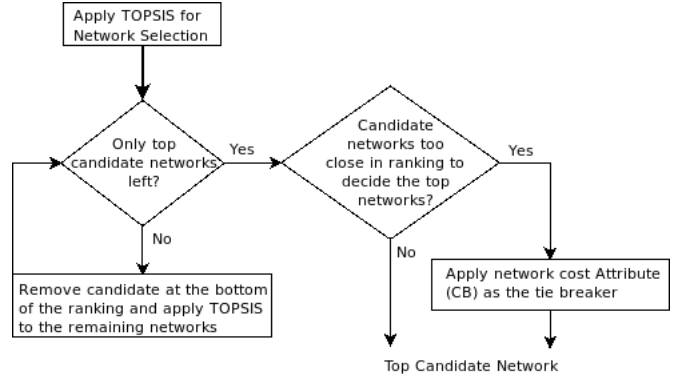 Apply TOPSIS for
Network Selection
Only top
candidate networks
left?
Yes
No
Remove candidate at the bottom
of the ranking and apply TOPSIS
to the remaining networks
Candidate
networks too
close in ranking to
decide the top
networks?
Yes
No
Apply network cost Attribute
(CB) as the tie breaker
Top Candidate Network